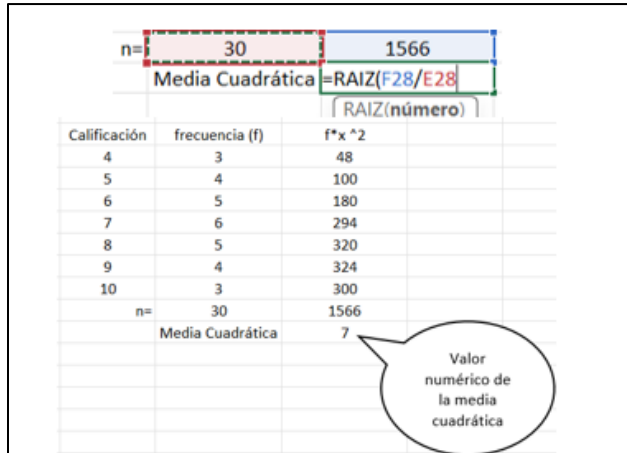 n= 30 1566
Media Cuadrática =RAIZ(F28/E28
RAIZ(número)
Calificación frecuencia (f) f*x ^2
4 3 48
5 4 100
6 5 180
7 6 294
8 5 320
9 4 324
10 3 300
n= 30 1566
Media Cuadrática 7
Valor
numérico de
la media
cuadrática